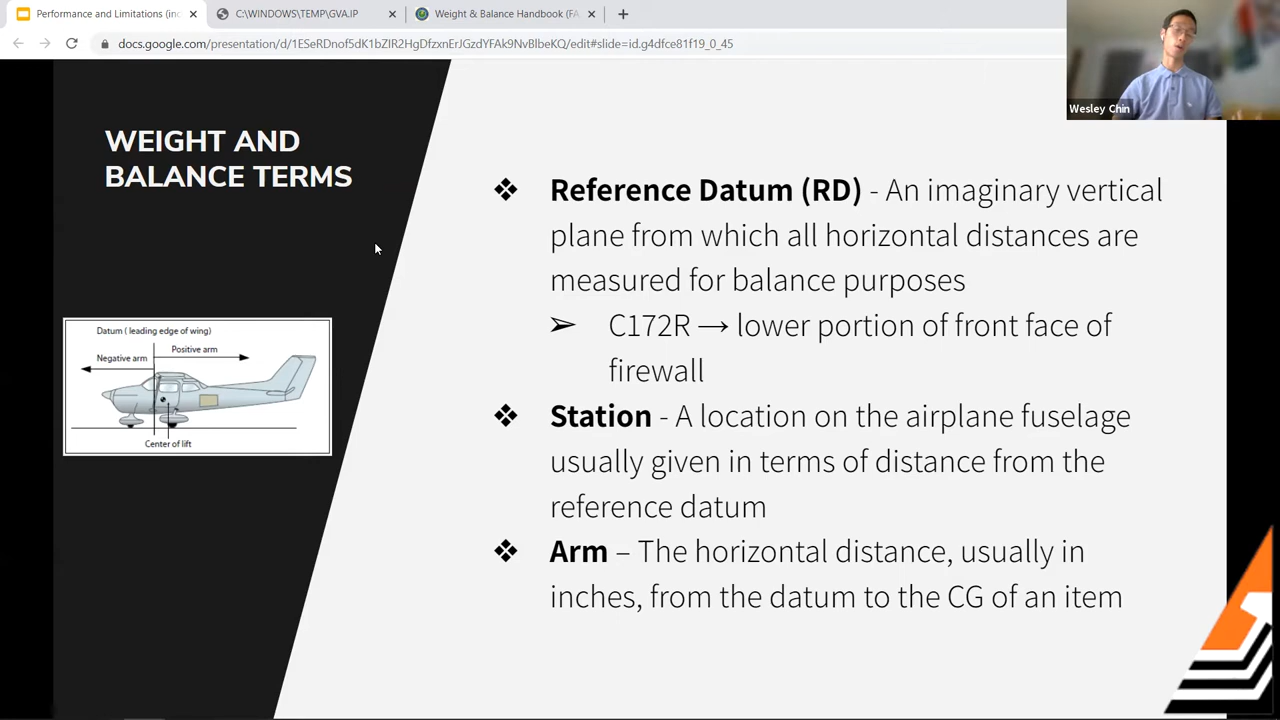 Performance and Limitations (inc
C:\WINDOWS\TEMP\GVA.IP
Weight & Balance Handbook (FA
docs.google.com/presentation/d/1ESeRDnof5dK1bZIR2HgDfzxnErJGzdYFAk9NvBlbeKQ/edit#slide=id.g4dfce81f19_0_45
Wesley Chin
WEIGHT AND
BALANCE TERMS
Datum ( leading edge of wing)
Positive arm
Negative arm
Center of lift
❖ Reference Datum (RD) - An imaginary vertical
plane from which all horizontal distances are
measured for balance purposes
➢ C172R → lower portion of front face of
firewall
❖ Station - A location on the airplane fuselage
usually given in terms of distance from the
reference datum
❖ Arm – The horizontal distance, usually in
inches, from the datum to the CG of an item